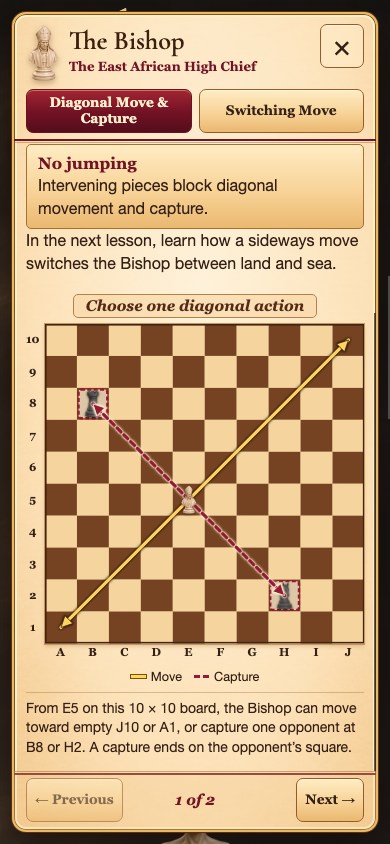 The Bishop
The East African High Chief
×
Diagonal Move &
Capture
Switching Move
No jumping
Intervening pieces block diagonal
movement and capture.
In the next lesson, learn how a sideways move
switches the Bishop between land and sea.
Choose one diagonal action
10
9
8
7
6
5
4
3
2
1
A B C D E F G H I J
Move Capture
From E5 on this 10 × 10 board, the Bishop can move
toward empty J10 or A1, or capture one opponent at
B8 or H2. A capture ends on the opponent’s square.
← Previous
1 of 2
Next →